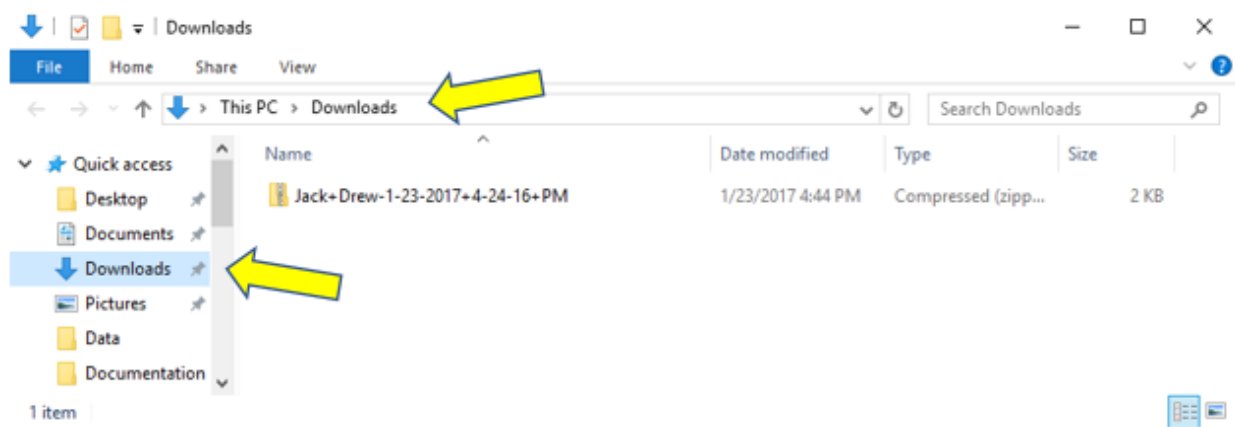 Downloads
File Home Share View
This PC > Downloads
Search Downloads
Name Date modified Type Size
Quick access
Jack+Drew-1-23-2017+4-24-16+PM 1/23/2017 4:44 PM Compressed (zipp... 2 KB
Desktop
Documents
Downloads
Pictures
Data
Documentation
1 item